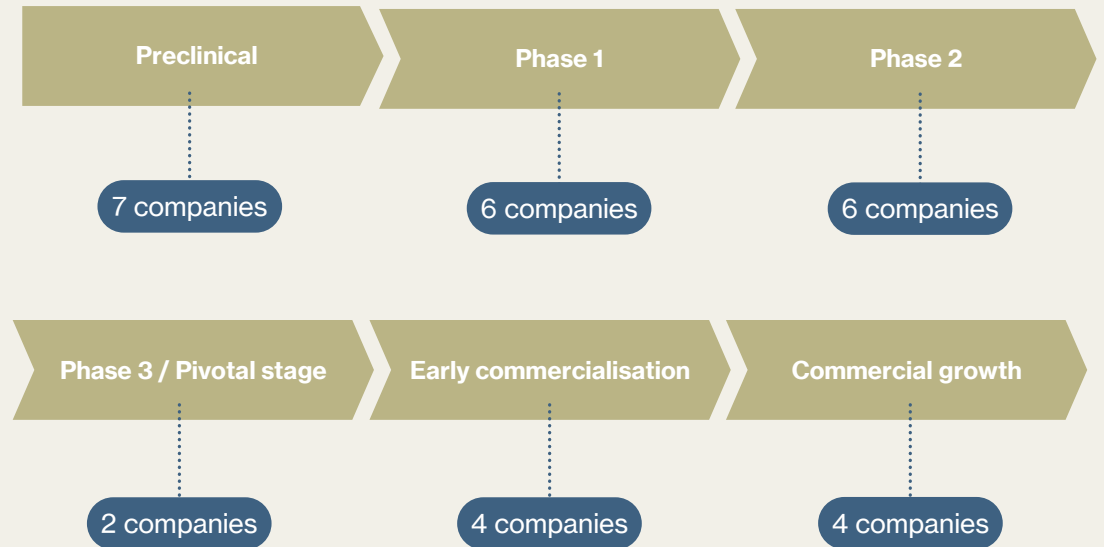 Preclinical
Phase 1
Phase 2
7 companies
6 companies
6 companies
Phase 3 / Pivotal stage
Early commercialisation
Commercial growth
2 companies
4 companies
4 companies